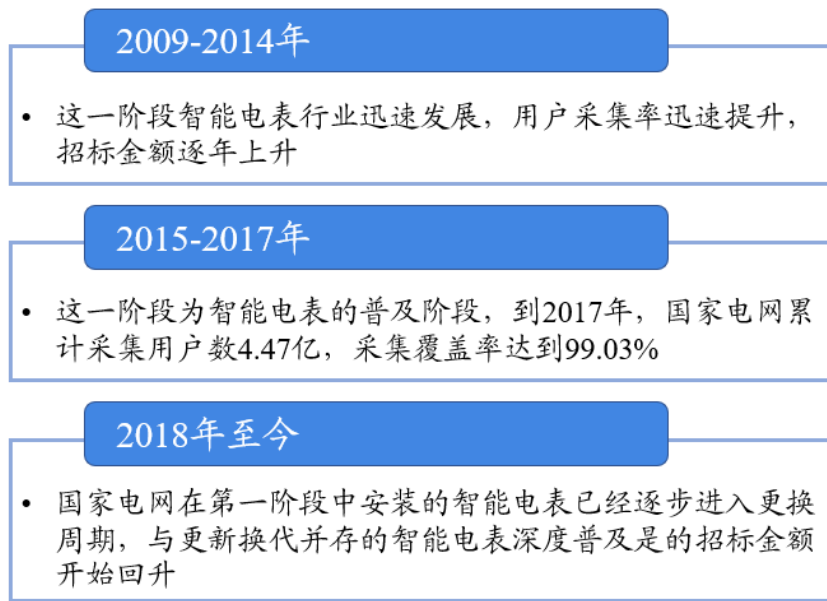 2009-2014年
• 这一阶段智能电表行业迅速发展，用户采集率迅速提升，
招标金额逐年上升
2015-2017年
• 这一阶段为智能电表的普及阶段，到2017年，国家电网累
计采集用户数4.47亿，采集覆盖率达到99.03%
2018年至今
• 国家电网在第一阶段中安装的智能电表已经逐步进入更换
周期，与更新换代并存的智能电表深度普及是的招标金额
开始回升